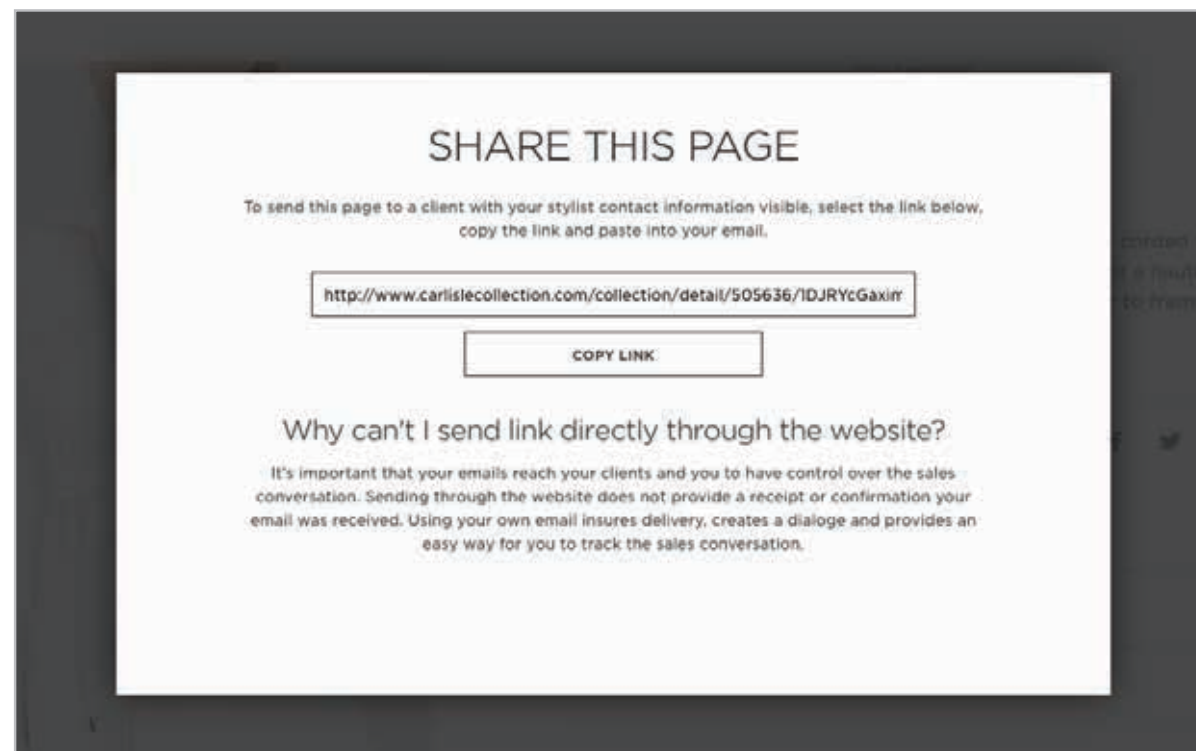 SHARE THIS PAGE
To send this page to a client with your stylist contact information visible, select the link below,
copy the link and paste into your email.
http://www.carlislecollection.com/collection/detail/505636/1DJRYcGaxim
COPY LINK
Why can't I send link directly through the website?
It's important that your emails reach your clients and you to have control over the sales
conversation. Sending through the website does not provide a receipt or confirmation your
email was received. Using your own email insures delivery, creates a dialoge and provides an
easy way for you to track the sales conversation.